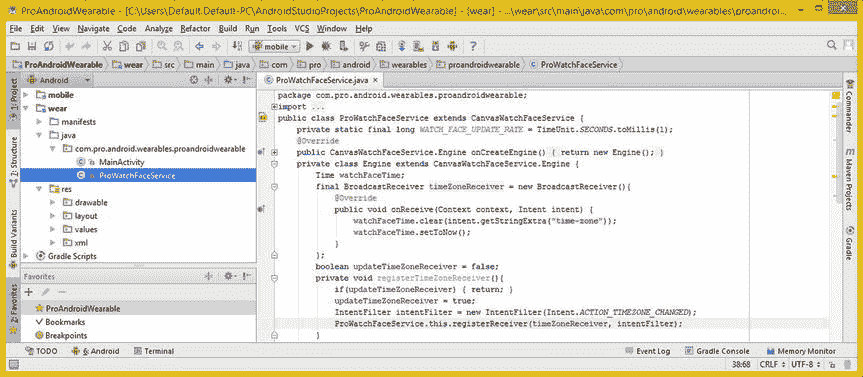 ProAndroidWearable - [C:\Users\Default.Default-PC\AndroidStudioProjects\ProAndroidWearable] - [wear] - ...\wear\src\main\java\com\pro\android\wearables\proandroi...
File Edit View Navigate Code Analyze Refactor Build Run Tools VCS Window Help
mobile
ProAndroidWearable wear src main java com pro android wearables proandroidwearable ProWatchFaceService
Android
ProWatchFaceService.java
1: Project
2: Structure
Build Variants
2: Favorites
mobile
wear
manifests
java
com.pro.android.wearables.proandroidwearable
MainActivity
ProWatchFaceService
res
drawable
layout
values
xml
Gradle Scripts
Favorites
ProAndroidWearable
Bookmarks
Breakpoints
package com.pro.android.wearables.proandroidwearable;
import ...
public class ProWatchFaceService extends CanvasWatchFaceService {
private static final long WATCH_FACE_UPDATE_RATE = TimeUnit.SECONDS.toMillis(1);
@Override
public CanvasWatchFaceService.Engine onCreateEngine() { return new Engine(); }
private class Engine extends CanvasWatchFaceService.Engine {
Time watchFaceTime;
final BroadcastReceiver timeZoneReceiver = new BroadcastReceiver(){
@Override
public void onReceive(Context context, Intent intent) {
watchFaceTime.clear(intent.getStringExtra("time-zone"));
watchFaceTime.setToNow();
}
};
boolean updateTimeZoneReceiver = false;
private void registerTimeZoneReceiver(){
if(updateTimeZoneReceiver) { return; }
updateTimeZoneReceiver = true;
IntentFilter intentFilter = new IntentFilter(Intent.ACTION_TIMEZONE_CHANGED);
ProWatchFaceService.this.registerReceiver(timeZoneReceiver, intentFilter);
}
Commander
Maven Projects
Gradle
TODO 6: Android Terminal Event Log Gradle Console Memory Monitor
38:68 CRLF UTF-8